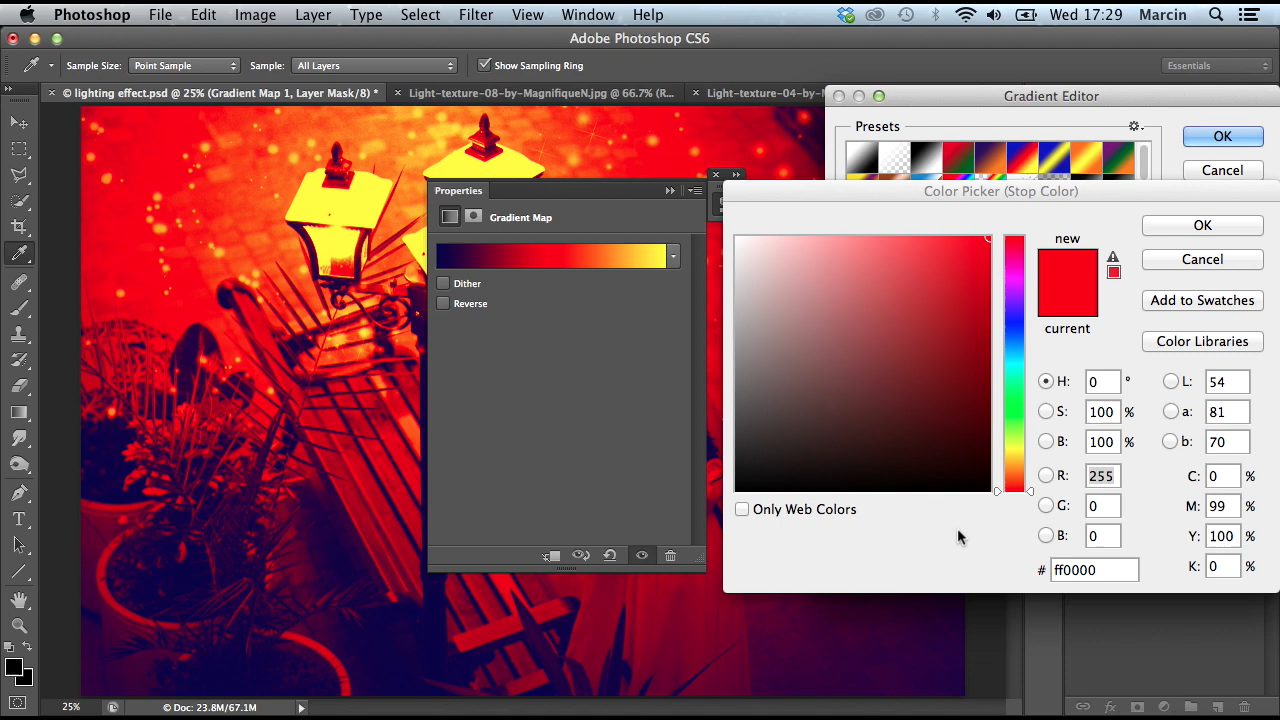 Photoshop File Edit Image Layer Type Select Filter View Window Help Wed 17:29 Marcin
Adobe Photoshop CS6
Sample Size: Point Sample Sample: All Layers Show Sampling Ring Essentials
© lighting effect.psd @ 25% (Gradient Map 1, Layer Mask/8) * Light-texture-08-by-MagnifiqueN.jpg @ 66.7% (R... Light-texture-04-by-
Gradient Editor
Presets
OK
Cancel
Properties
Gradient Map
Dither
Reverse
Color Picker (Stop Color)
new
current
OK
Cancel
Add to Swatches
Color Libraries
H: 0 ° L: 54
S: 100 % a: 81
B: 100 % b: 70
R: 255 C: 0 %
G: 0 M: 99 %
B: 0 Y: 100 %
# ff0000 K: 0 %
Only Web Colors
25% Doc: 23.8M/67.1M